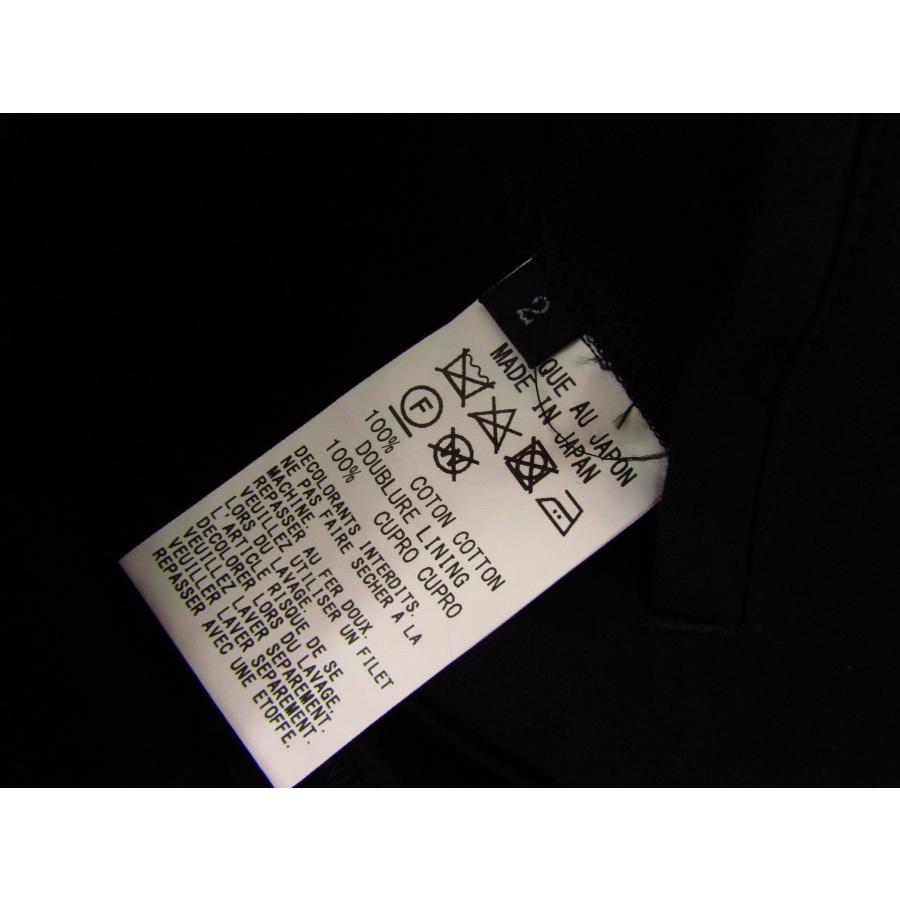 2
QUE AU JAPON
MADE IN JAPAN
F
100% COTON COTTON
DOUBLURE LINING
100% CUPRO CUPRO
DECOLORANTS INTERDITS.
NE PAS FAIRE SECHER A LA
MACHINE.
REPASSER AU FER DOUX.
VEUILLEZ UTILISER UN FILET
LORS DU LAVAGE.
L'ARTICLE RISQUE DE SE
DECOLORER LORS DU LAVAGE,
VEUILLEZ LAVER SEPAREMENT.
VEUILLER LAVER SEPAREMENT.
REPASSER AVEC UNE ETOFFE.